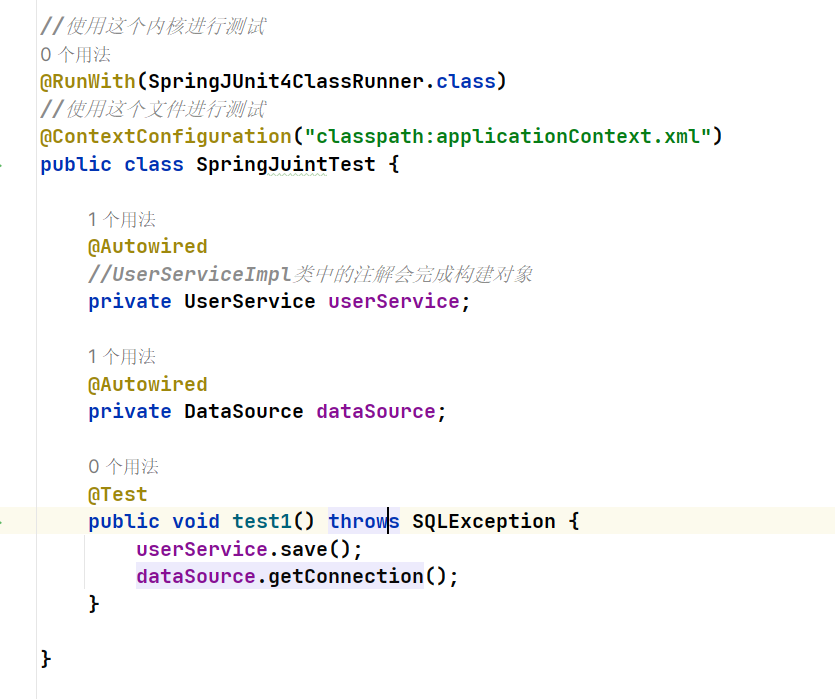 //使用这个内核进行测试
0 个用法
@RunWith(SpringJUnit4ClassRunner.class)
//使用这个文件进行测试
@ContextConfiguration("classpath:applicationContext.xml")
public class SpringJuintTest {
1 个用法
@Autowired
//UserServiceImpl类中的注解会完成构建对象
private UserService userService;
1 个用法
@Autowired
private DataSource dataSource;
0 个用法
@Test
public void test1() throws SQLException {
userService.save();
dataSource.getConnection();
}
}